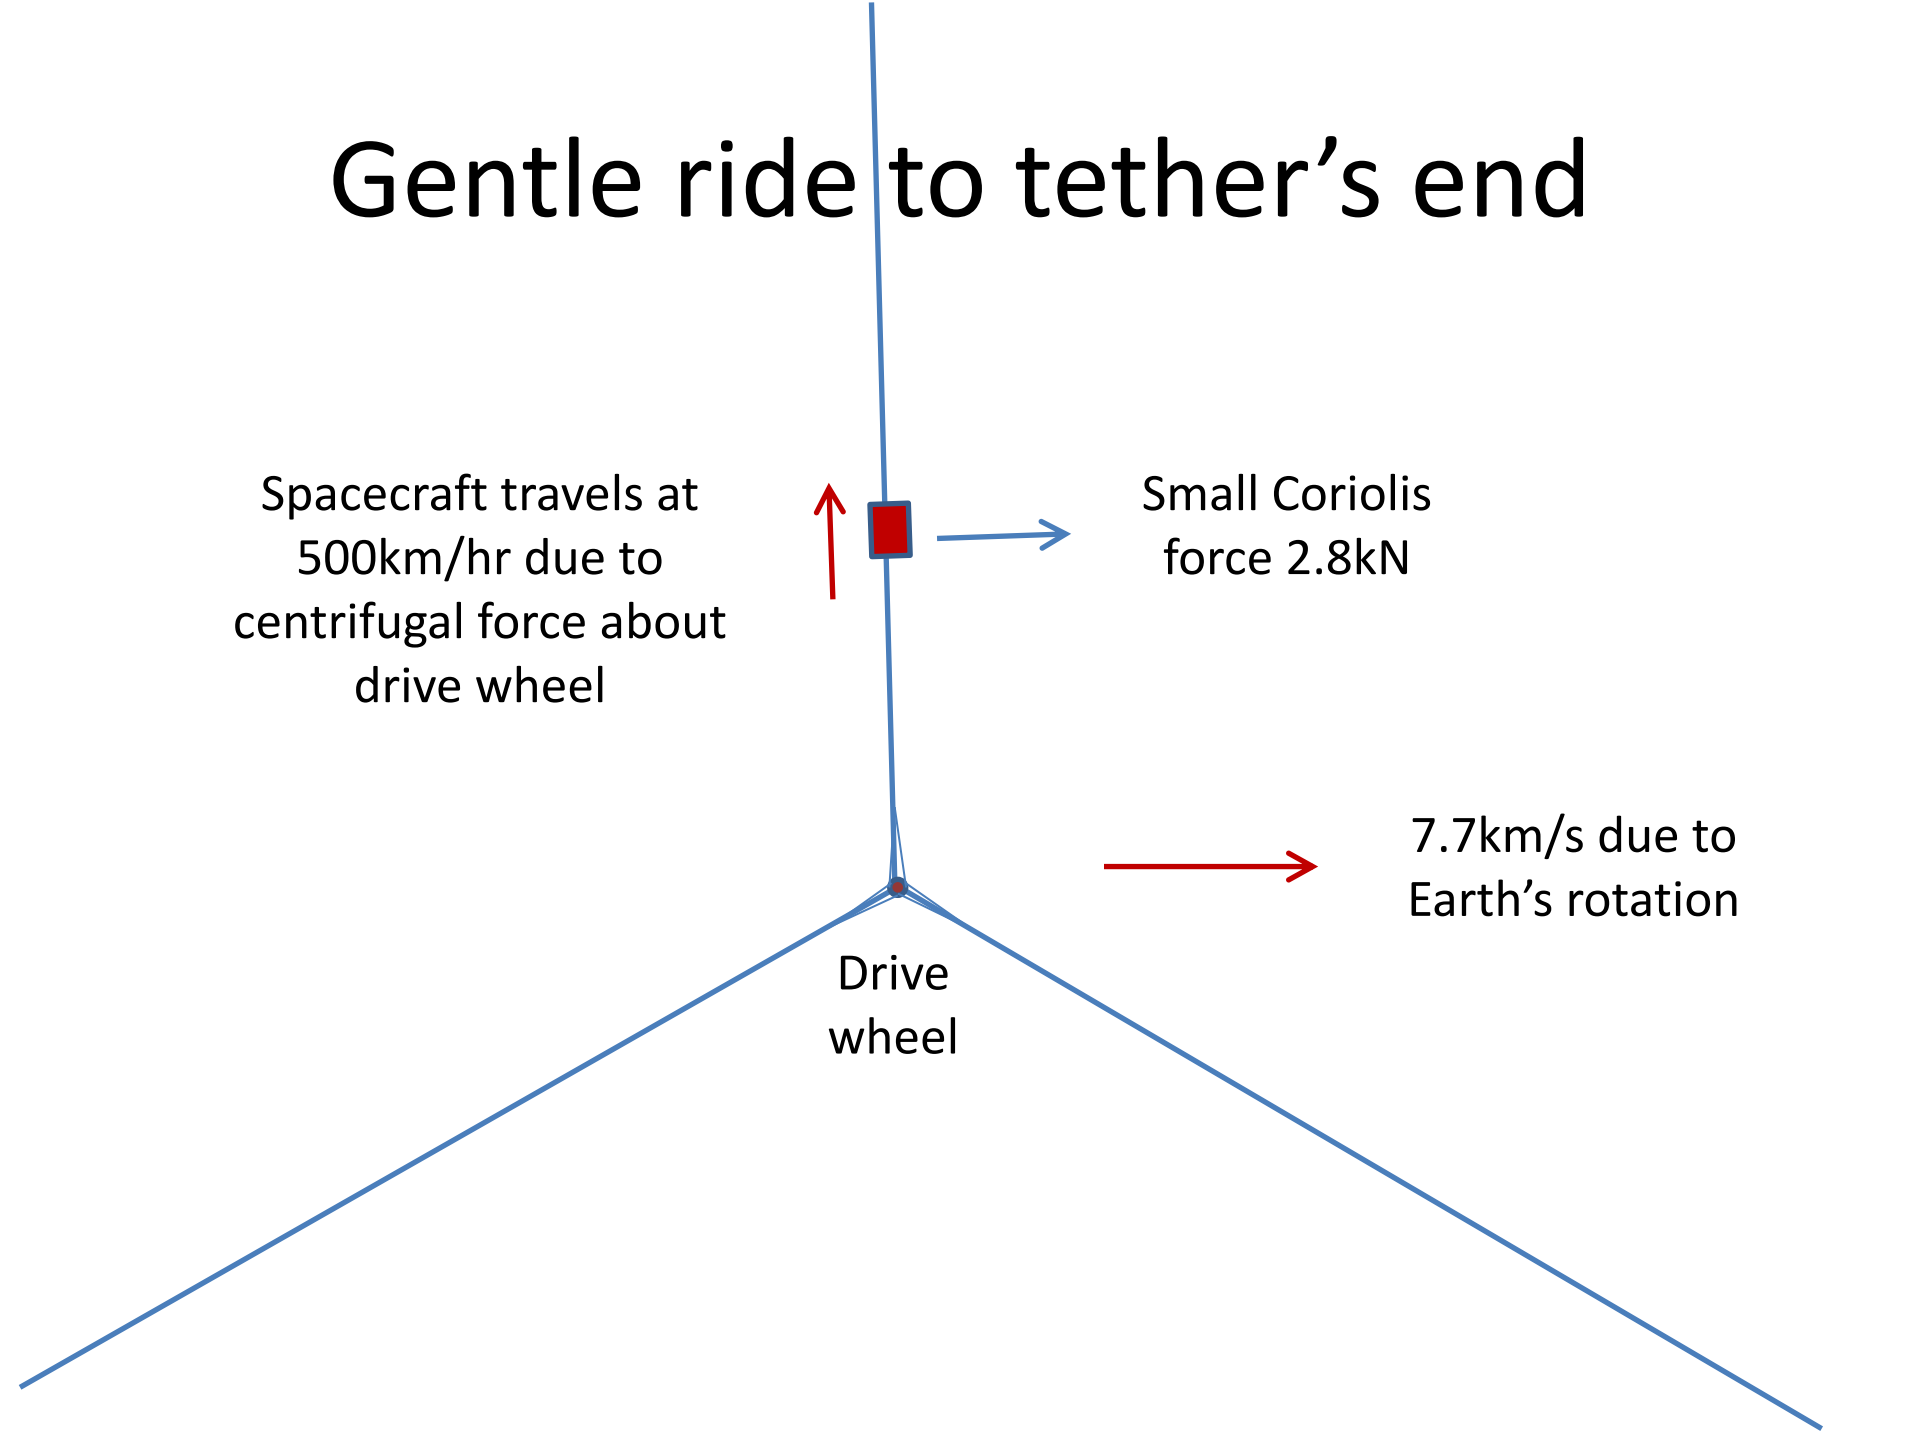 Gentle ride to tether’s end
Spacecraft travels at
500km/hr due to
centrifugal force about
drive wheel
Small Coriolis
force 2.8kN
7.7km/s due to
Earth’s rotation
Drive
wheel